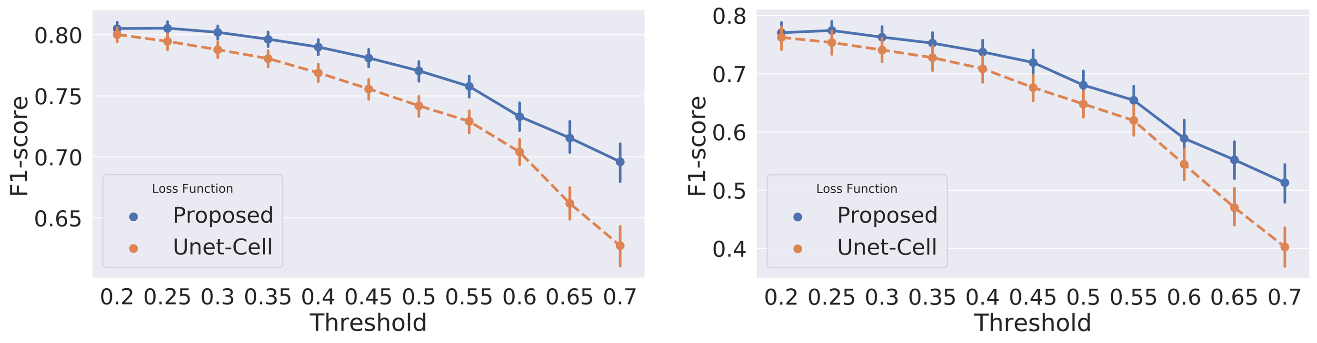 F1-score
0.80
0.75
0.70
0.65
Loss Function
Proposed
Unet-Cell
0.2 0.25 0.3 0.35 0.4 0.45 0.5 0.55 0.6 0.65 0.7
Threshold
F1-score
0.8
0.7
0.6
0.5
0.4
Loss Function
Proposed
Unet-Cell
0.2 0.25 0.3 0.35 0.4 0.45 0.5 0.55 0.6 0.65 0.7
Threshold